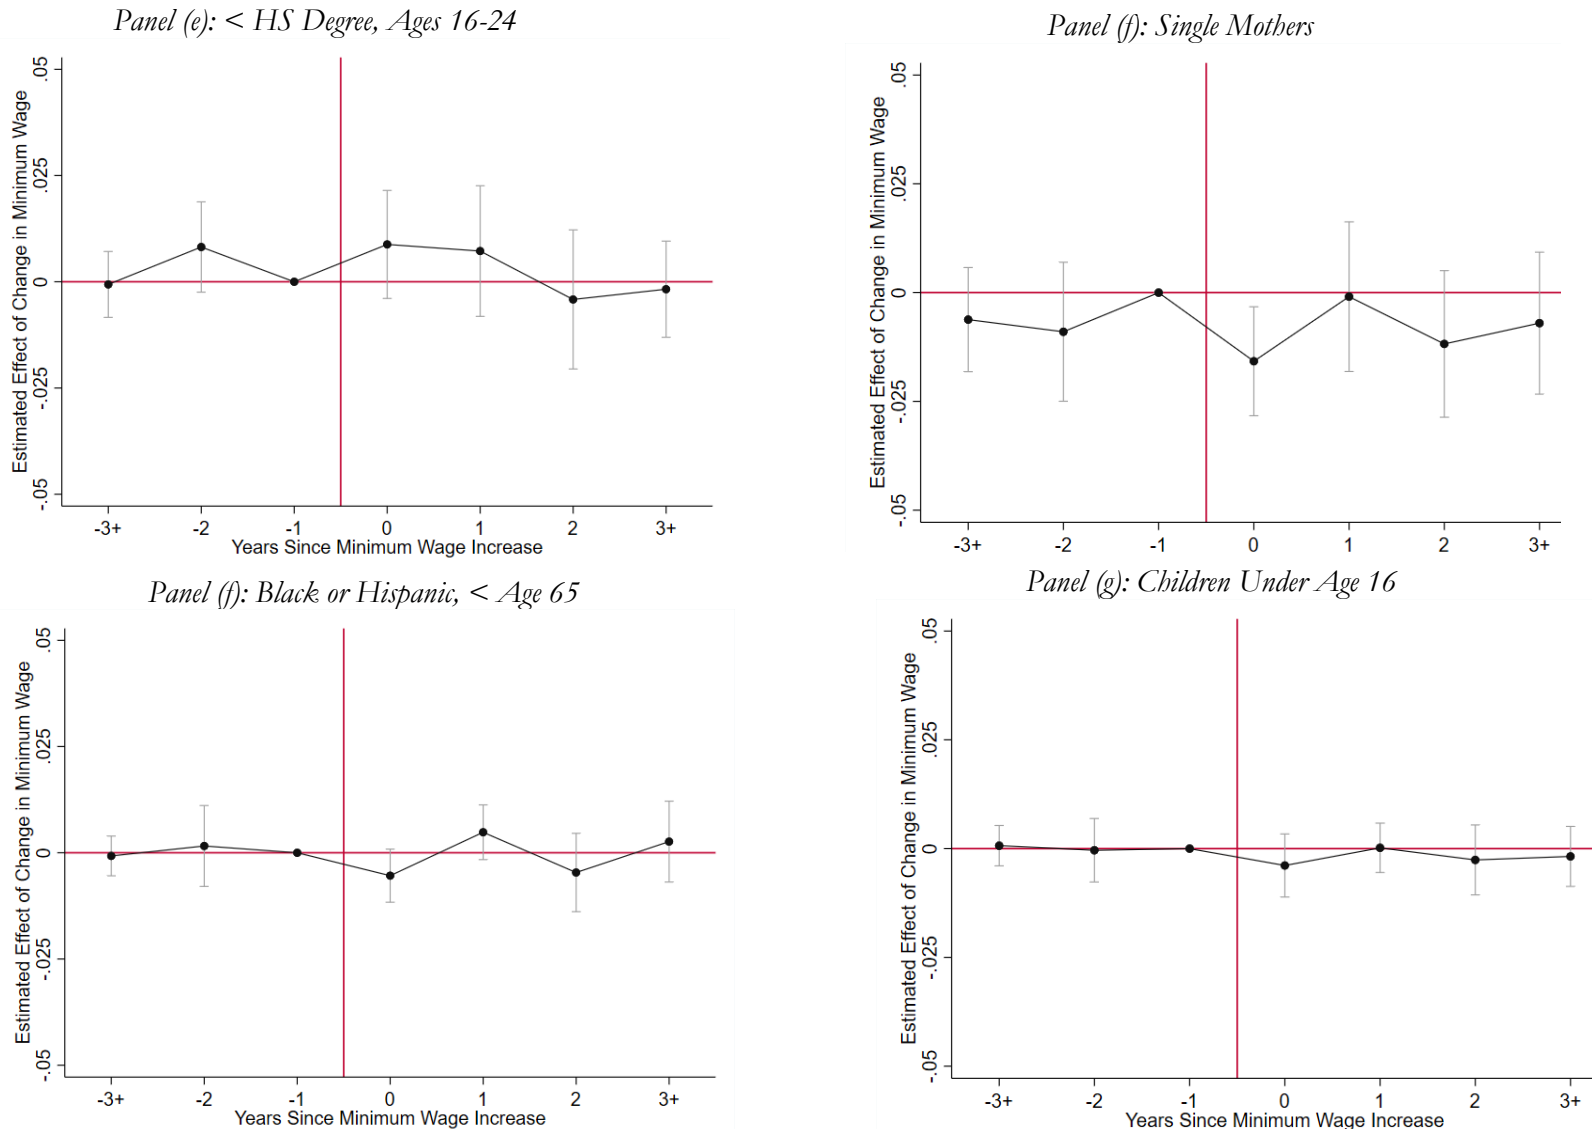 Panel (e): < HS Degree, Ages 16-24
Estimated Effect of Change in Minimum Wage
.05
.025
0
-.025
-.05
-3+ -2 -1 0 1 2 3+
Years Since Minimum Wage Increase
Panel (f): Single Mothers
Estimated Effect of Change in Minimum Wage
.05
.025
0
-.025
-.05
-3+ -2 -1 0 1 2 3+
Panel (f): Black or Hispanic, < Age 65
Estimated Effect of Change in Minimum Wage
.05
.025
0
-.025
-.05
-3+ -2 -1 0 1 2 3+
Years Since Minimum Wage Increase
Panel (g): Children Under Age 16
Estimated Effect of Change in Minimum Wage
.05
.025
0
-.025
-.05
-3+ -2 -1 0 1 2 3+
Years Since Minimum Wage Increase